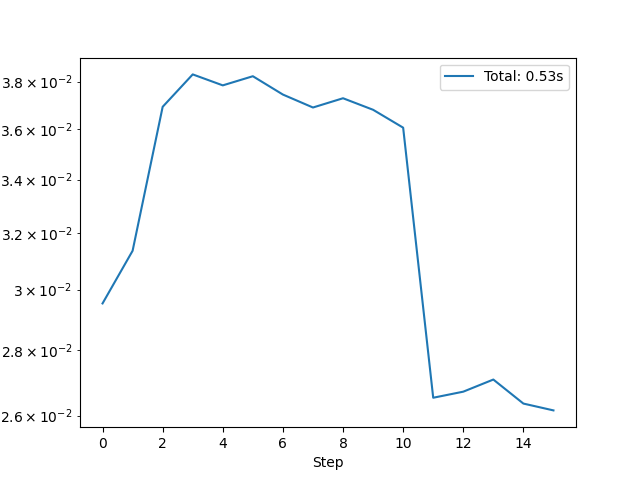 Total: 0.53s
3.8 × 10⁻²
3.6 × 10⁻²
3.4 × 10⁻²
3.2 × 10⁻²
3 × 10⁻²
2.8 × 10⁻²
2.6 × 10⁻²
0 2 4 6 8 10 12 14
Step